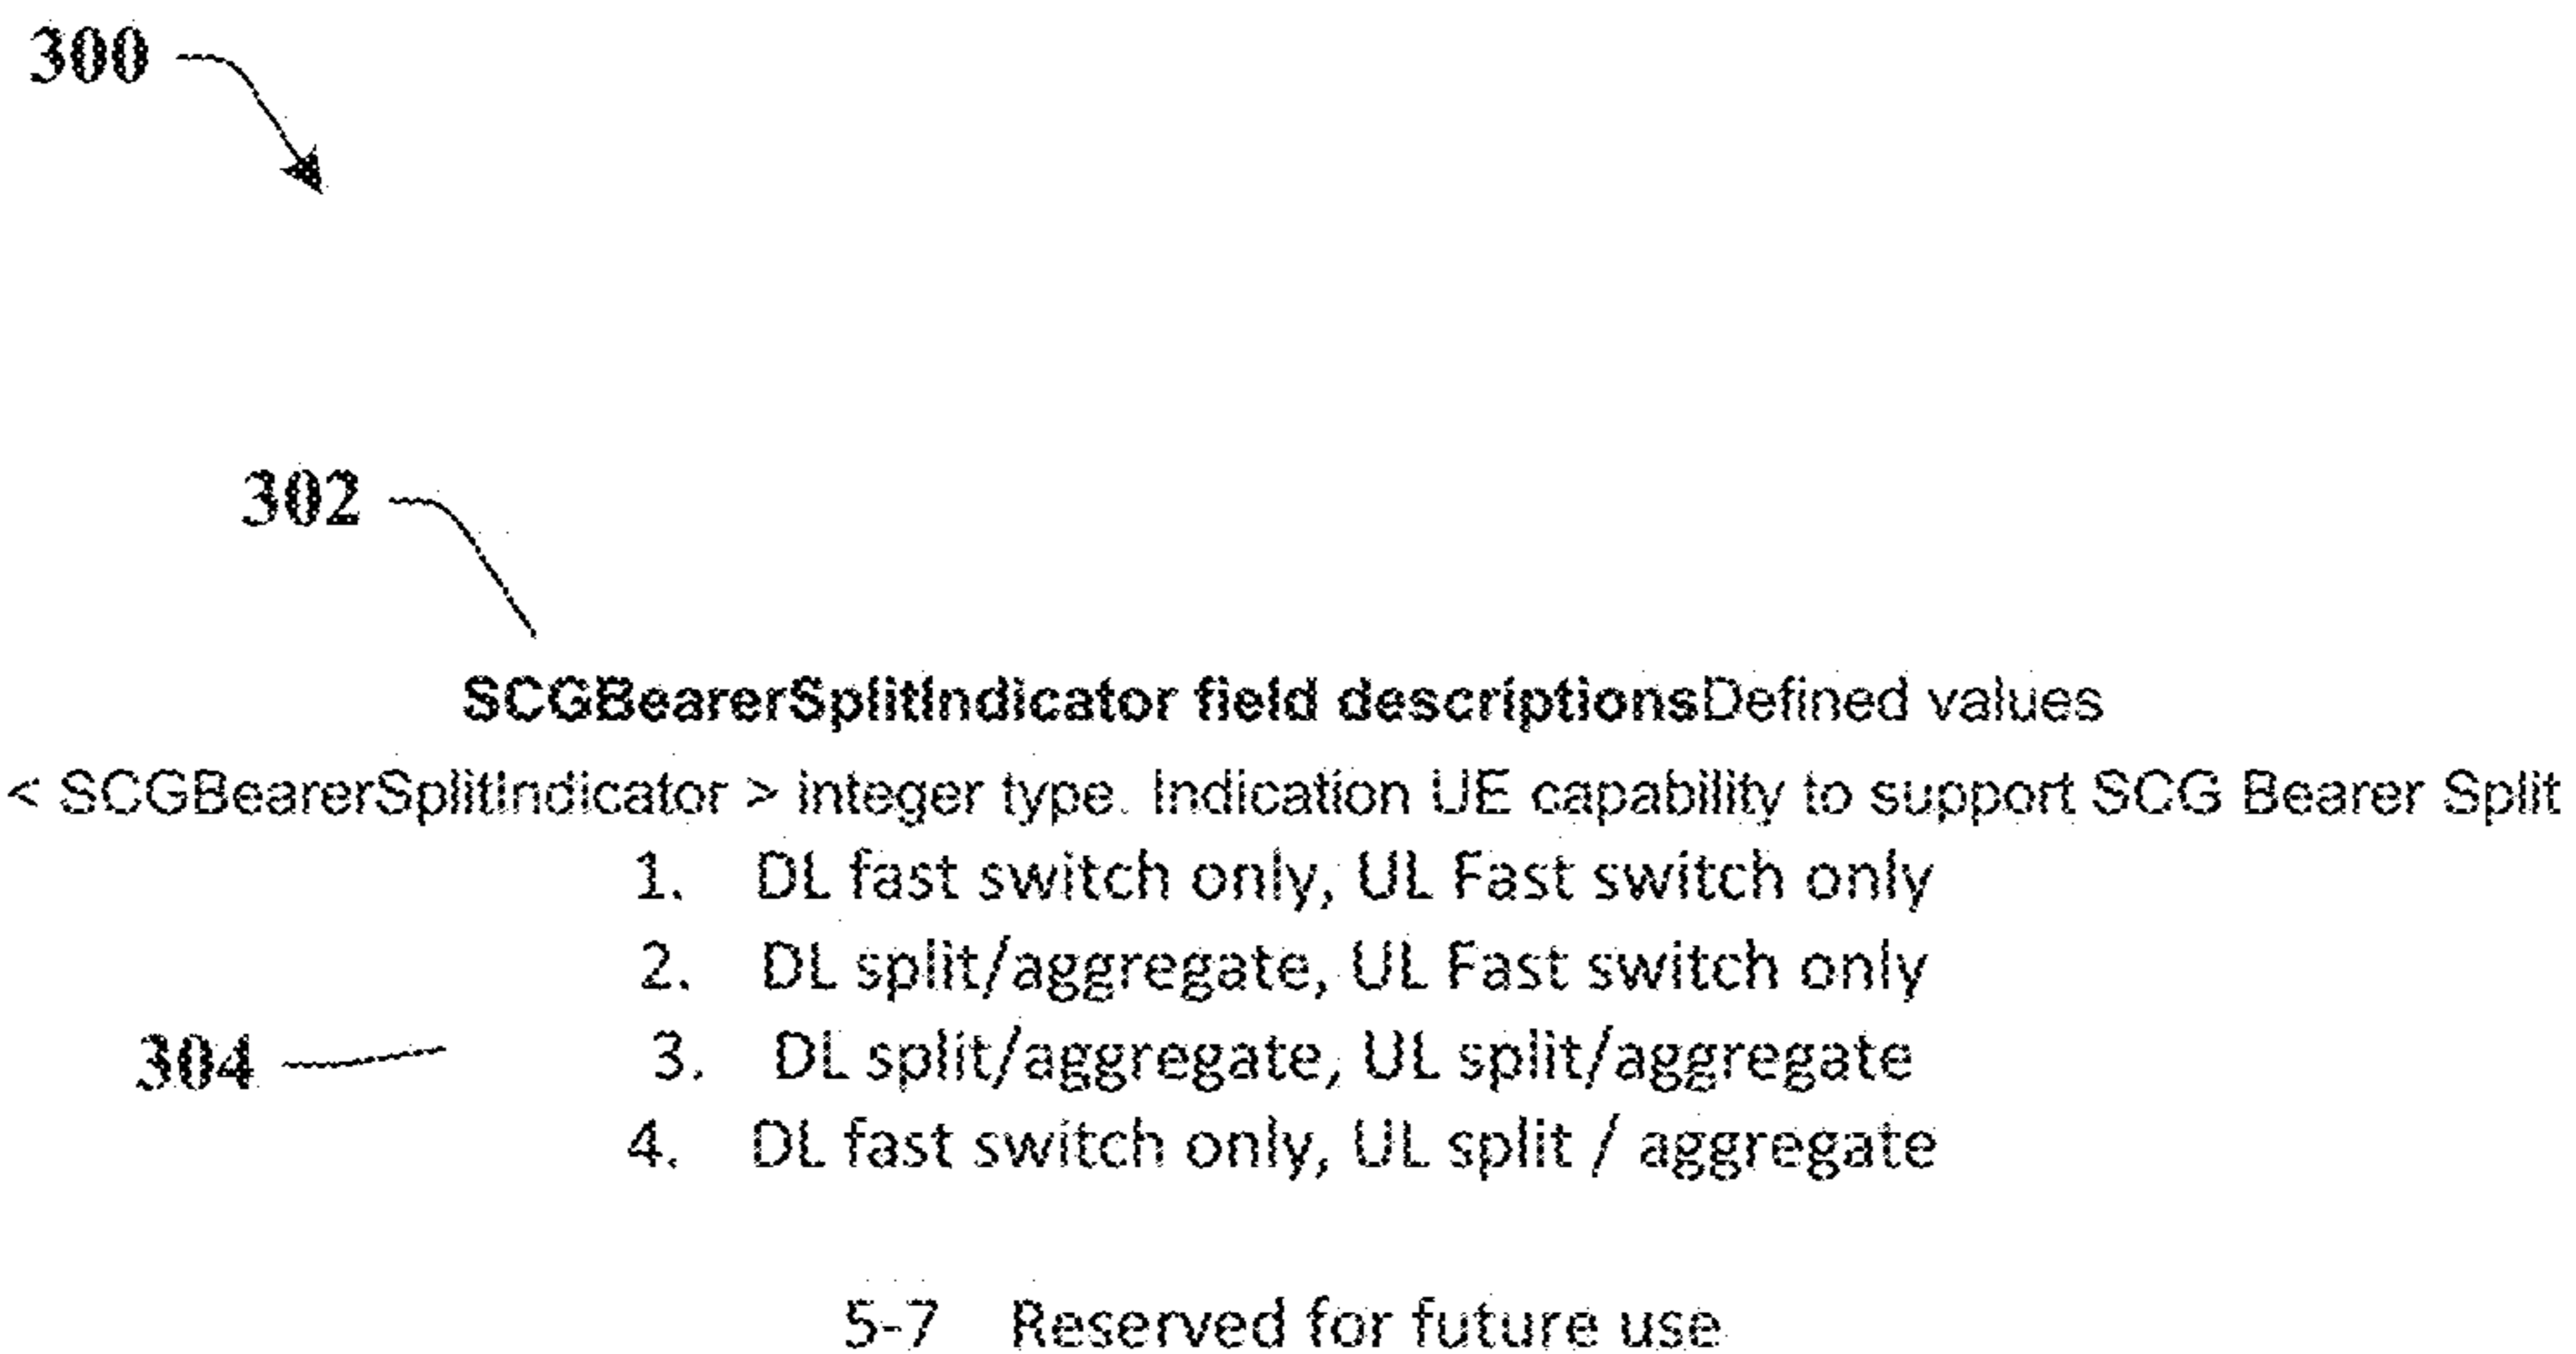 300
302
SCGBearerSplitIndicator field descriptionsDefined values
< SCGBearerSplitIndicator > integer type. Indication UE capability to support SCG Bearer Split
1. DL fast switch only, UL Fast switch only
2. DL split/aggregate, UL Fast switch only
304
3. DL split/aggregate, UL split/aggregate
4. DL fast switch only, UL split / aggregate
5-7 Reserved for future use